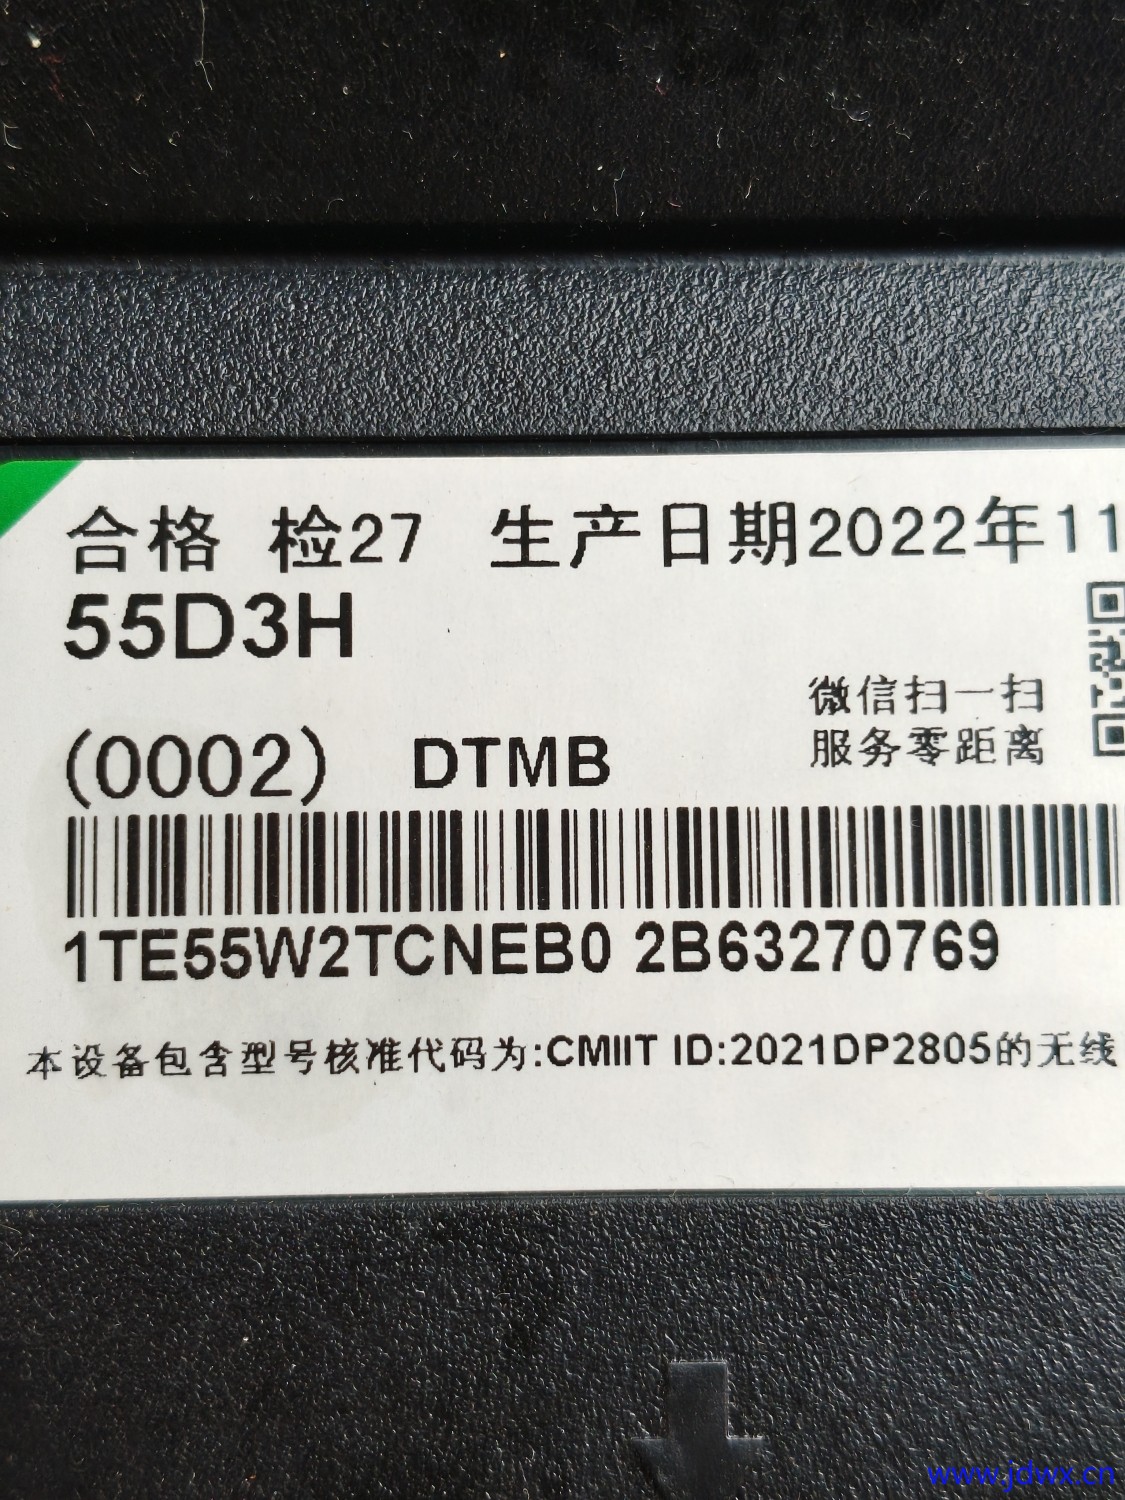 合格 检27 生产日期2022年11
55D3H
微信扫一扫
服务零距离
(0002) DTMB
1TE55W2TCNEB0 2B63270769
本设备包含型号核准代码为:CMIIT ID:2021DP2805的无线
www.jdwx.cn